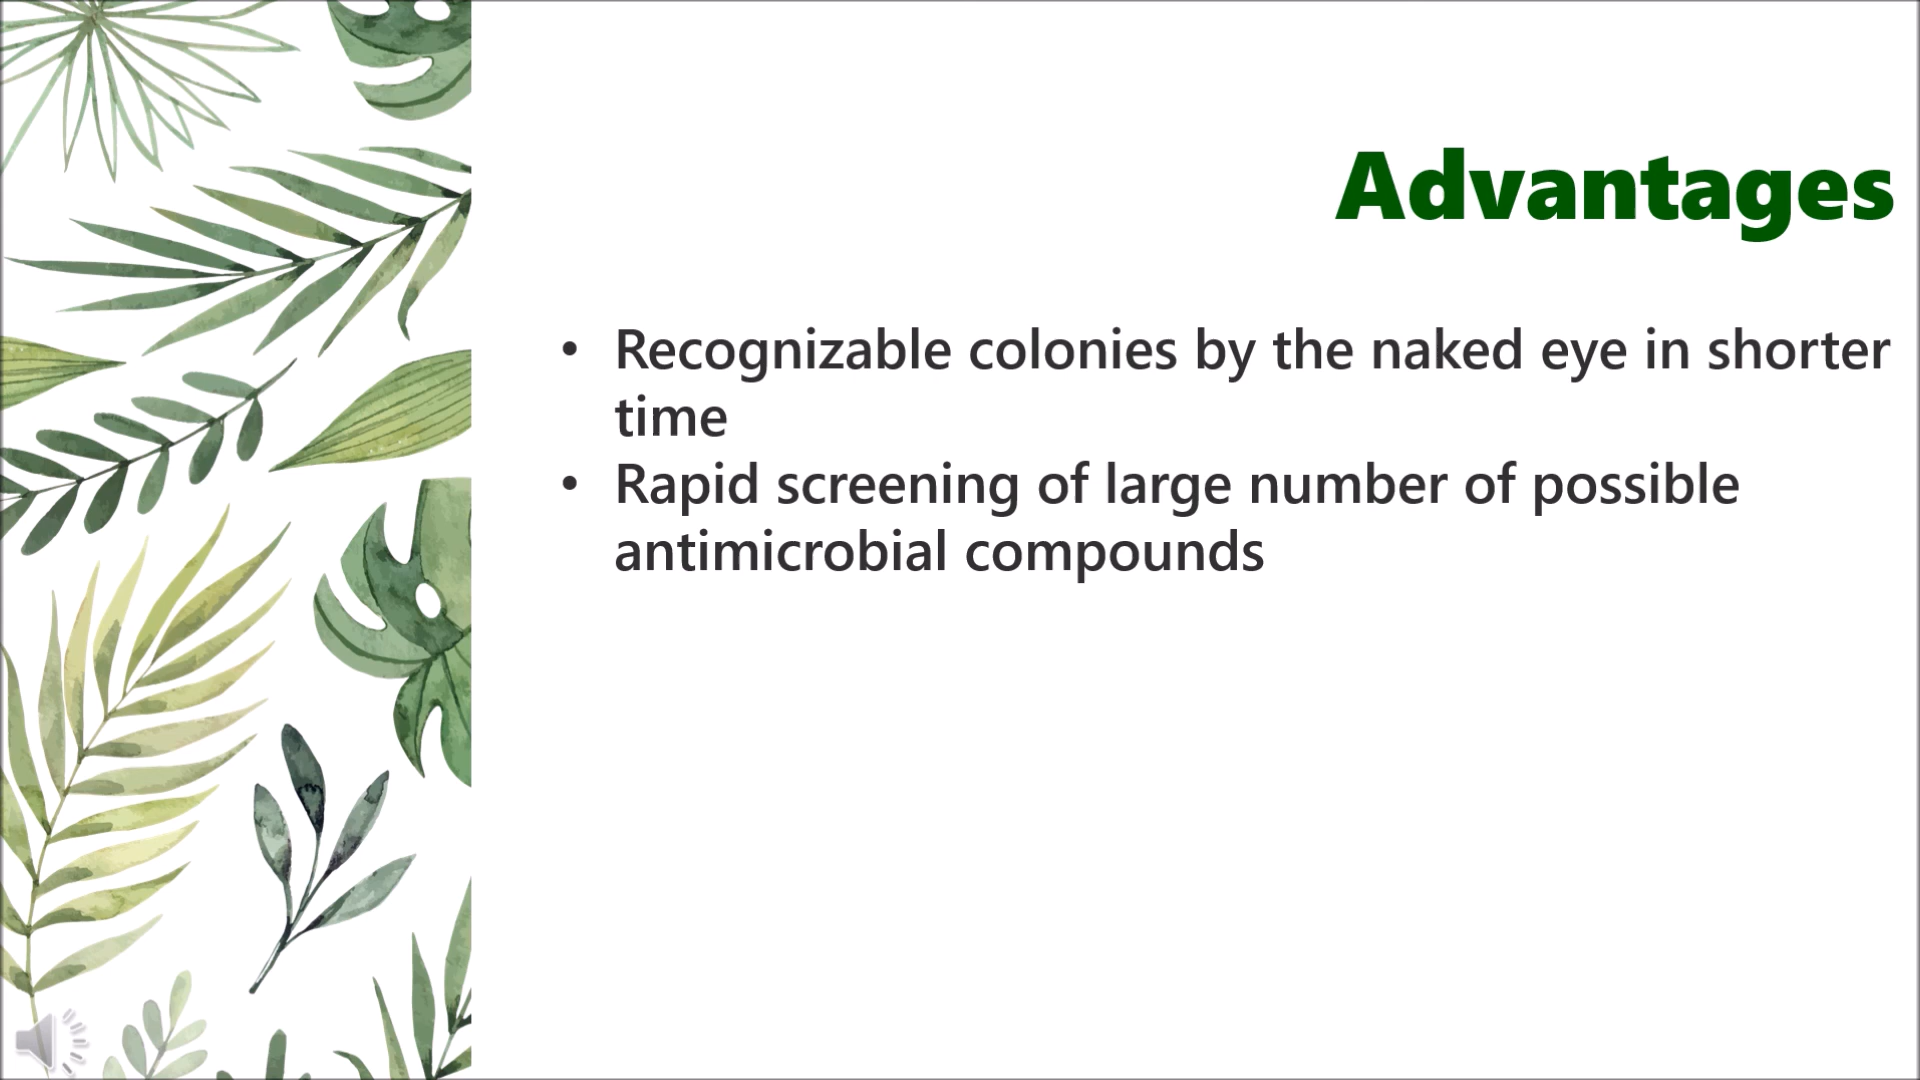 Advantages
• Recognizable colonies by the naked eye in shorter
time
• Rapid screening of large number of possible
antimicrobial compounds